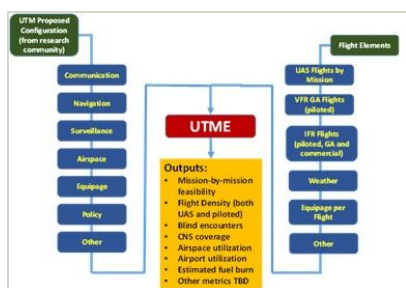 UTM Proposed
Configuration
(from research
community)
Communication
Navigation
Surveillance
Airspace
Equipage
Policy
Other
UTME
Outputs:
• Mission-by-mission
feasibility
• Flight Density (both
UAS and piloted)
• Blind encounters
• CNS coverage
• Airspace utilization
• Airport utilization
• Estimated fuel burn
• Other metrics TBD
Flight Elements
UAS Flights by
Mission
VFR GA Flights
(piloted)
IFR Flights
(piloted, GA and
commercial)
Weather
Equipage per
Flight
Other